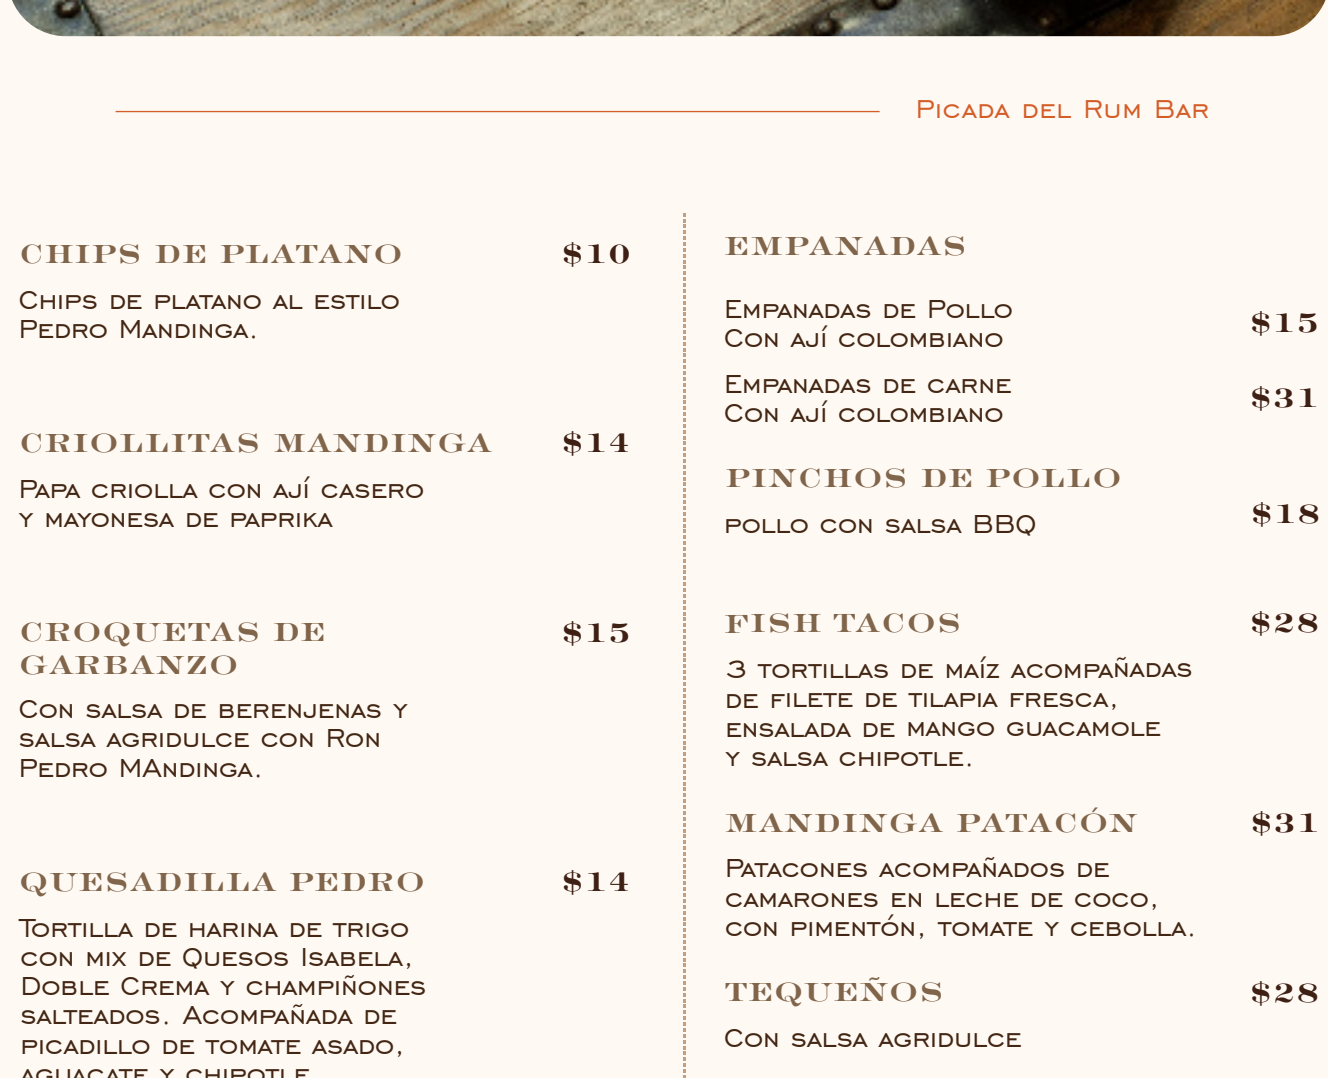 Picada del Rum Bar
CHIPS DE PLATANO $10
Chips de platano al estilo
Pedro Mandinga.
CRIOLLITAS MANDINGA $14
Papa criolla con ají casero
y mayonesa de paprika
CROQUETAS DE $15
GARBANZO
Con salsa de berenjenas y
salsa agridulce con Ron
Pedro MAndinga.
QUESADILLA PEDRO $14
Tortilla de harina de trigo
con mix de Quesos Isabela,
Doble Crema y champiñones
salteados. Acompañada de
picadillo de tomate asado,
aguacate y chipotle
EMPANADAS
Empanadas de Pollo
Con ají colombiano $15
Empanadas de carne
Con ají colombiano $31
PINCHOS DE POLLO
pollo con salsa BBQ $18
FISH TACOS $28
3 tortillas de maíz acompañadas
de filete de tilapia fresca,
ensalada de mango guacamole
y salsa chipotle.
MANDINGA PATACÓN $31
Patacones acompañados de
camarones en leche de coco,
con pimentón, tomate y cebolla.
TEQUEÑOS $28
Con salsa agridulce